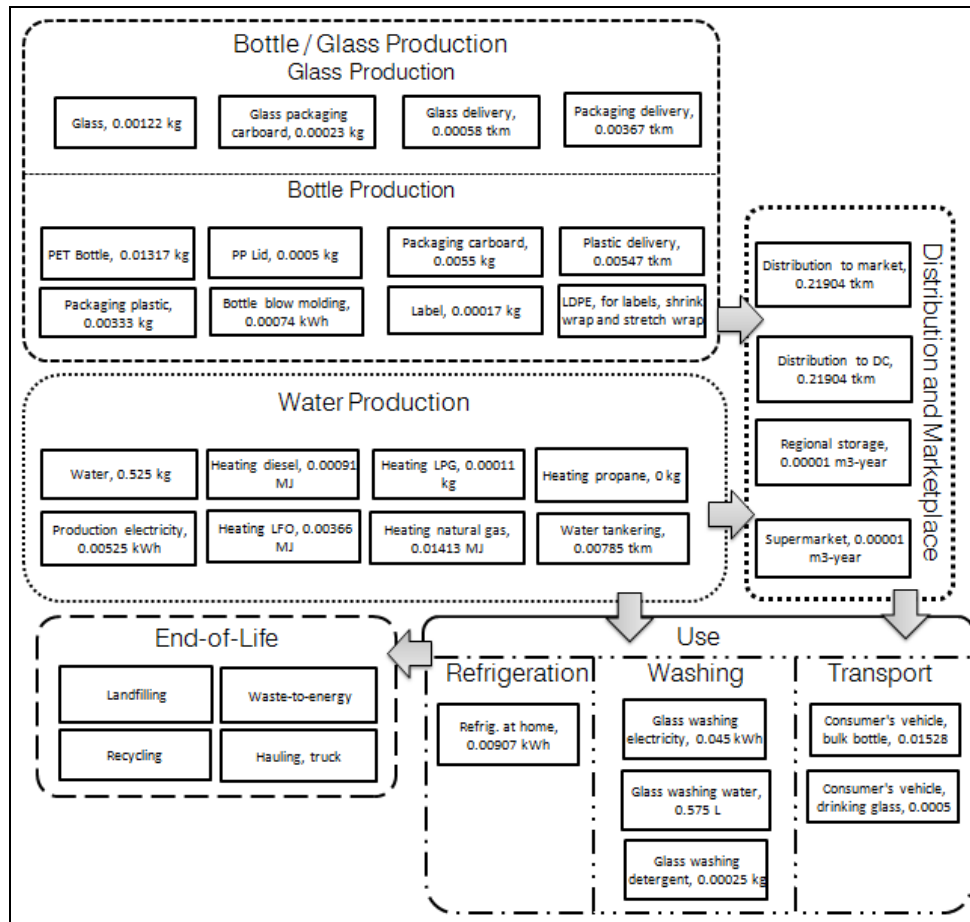 Bottle / Glass Production
Glass Production
Glass, 0.00122 kg
Glass packaging
carboard, 0.00023 kg
Glass delivery,
0.00058 tkm
Packaging delivery,
0.00367 tkm
Bottle Production
PET Bottle, 0.01317 kg
PP Lid, 0.0005 kg
Packaging carboard,
0.0055 kg
Plastic delivery,
0.00547 tkm
Packaging plastic,
0.00333 kg
Bottle blow molding,
0.00074 kWh
Label, 0.00017 kg
LDPE, for labels, shrink
wrap and stretch wrap
Distribution and Marketplace
Distribution to market,
0.21904 tkm
Distribution to DC,
0.21904 tkm
Regional storage,
0.00001 m3-year
Supermarket, 0.00001
m3-year
Water Production
Water, 0.525 kg
Heating diesel, 0.00091
MJ
Heating LPG, 0.00011
kg
Heating propane, 0 kg
Production electricity,
0.00525 kWh
Heating LFO, 0.00366
MJ
Heating natural gas,
0.01413 MJ
Water tankering,
0.00785 tkm
End-of-Life
Landfilling
Waste-to-energy
Recycling
Hauling, truck
Use
Refrigeration
Refrig. at home,
0.00907 kWh
Washing
Glass washing
electricity, 0.045 kWh
Glass washing water,
0.575 L
Glass washing
detergent, 0.00025 kg
Transport
Consumer's vehicle,
bulk bottle, 0.01528
Consumer's vehicle,
drinking glass, 0.0005